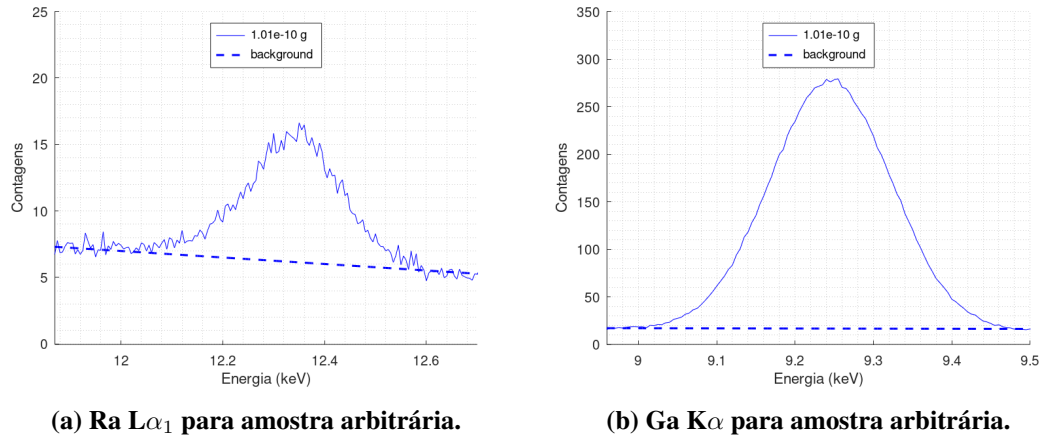 25
20
15
10
5
0
Contagens
1.01e-10 g
background
12
12.2
12.4
12.6
Energia (keV)
(a) Ra Lα₁ para amostra arbitrária.
350
300
250
200
150
100
50
0
Contagens
1.01e-10 g
background
9
9.1
9.2
9.3
9.4
9.5
Energia (keV)
(b) Ga Kα para amostra arbitrária.